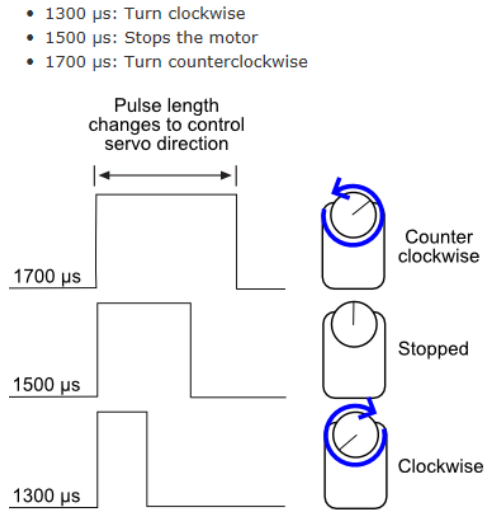 • 1300 µs: Turn clockwise
• 1500 µs: Stops the motor
• 1700 µs: Turn counterclockwise
Pulse length
changes to control
servo direction
1700 µs
Counter
clockwise
1500 µs
Stopped
1300 µs
Clockwise